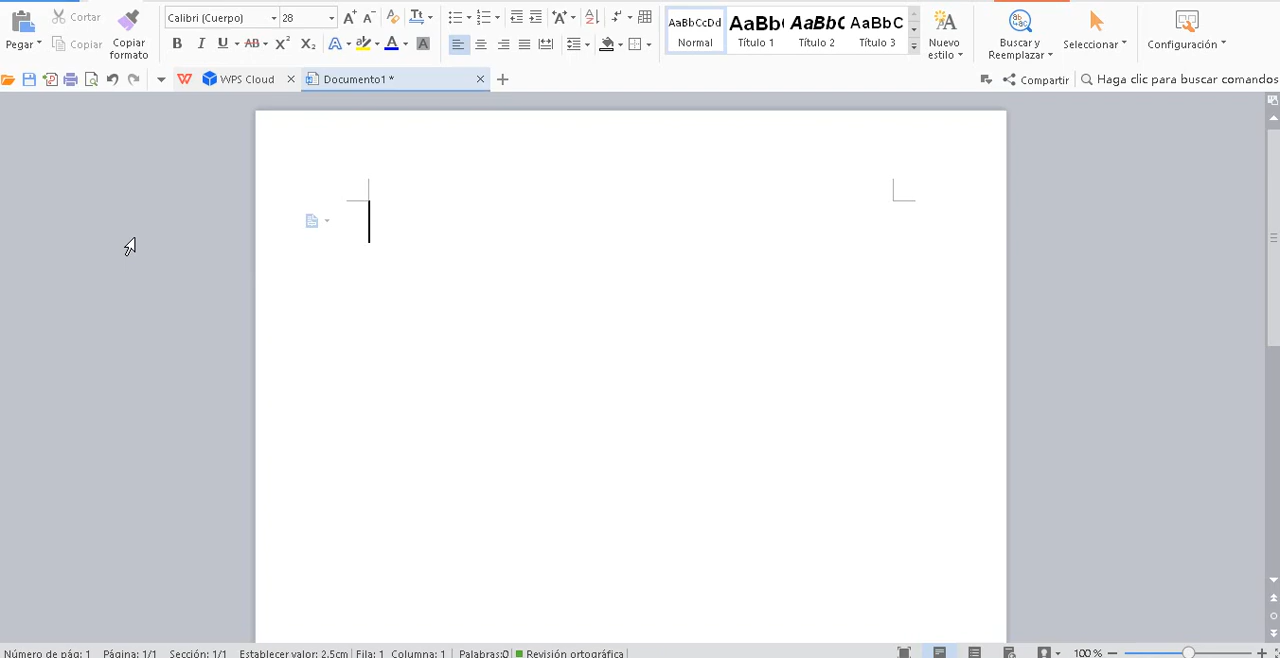 Cortar
Calibri (Cuerpo)
28
Pegar
Copiar
Copiar
formato
AaBbCcDd
Normal
AaBb(
Título 1
AaBbC
Título 2
AaBbC
Título 3
Nuevo
estilo
Buscar y
Reemplazar
Seleccionar
Configuración
WPS Cloud
Documento1 *
Compartir
Haga clic para buscar comandos
Número de pág: 1 Página: 1/1 Sección: 1/1 Establecer valor: 2.5cm Fila: 1 Columna: 1 Palabras:0 Revisión ortográfica 100 %